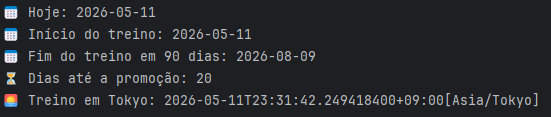 📅 Hoje: 2026-05-11
📅 Inicio do treino: 2026-05-11
📅 Fim do treino em 90 dias: 2026-08-09
⏳ Dias até a promoção: 20
🌅 Treino em Tokyo: 2026-05-11T23:31:42.249418400+09:00[Asia/Tokyo]